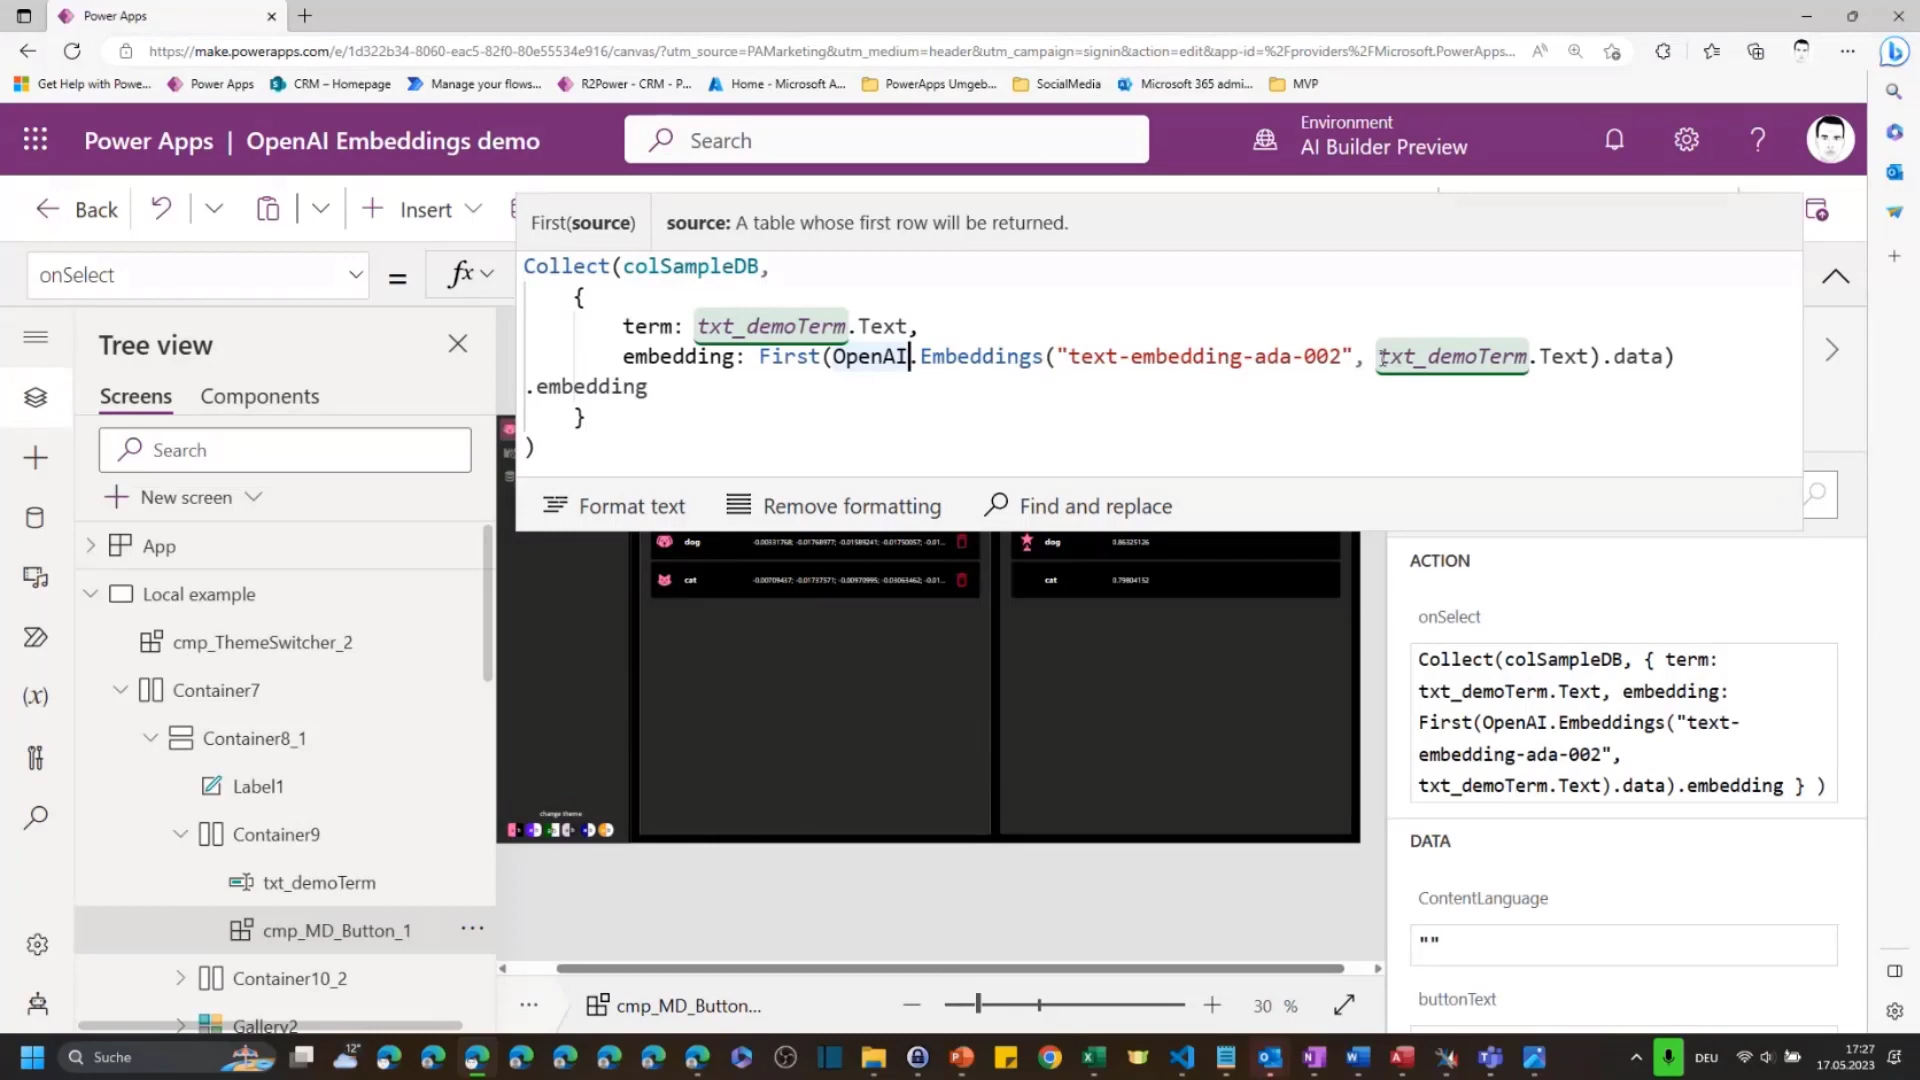 Power Apps
https://make.powerapps.com/e/1d322b34-8060-eac5-82f0-80e55534e916/canvas/?utm_source=PAMarketing&utm_medium=header&utm_campaign=signin&action=edit&app-id=%2Fproviders%2FMicrosoft.PowerApps...
Get Help with Powe... Power Apps CRM – Homepage Manage your flows... R2Power - CRM - P... Home - Microsoft A... PowerApps Umgeb... SocialMedia Microsoft 365 admi... MVP
Power Apps | OpenAI Embeddings demo
Search
Environment
AI Builder Preview
Back
Insert
First(source) source: A table whose first row will be returned.
onSelect
= fx
Collect(colSampleDB,
{
term: txt_demoTerm.Text,
embedding: First(OpenAI.Embeddings("text-embedding-ada-002", txt_demoTerm.Text).data)
.embedding
}
)
Format text Remove formatting Find and replace
Tree view
Screens Components
Search
New screen
App
Local example
cmp_ThemeSwitcher_2
Container7
Container8_1
Label1
Container9
txt_demoTerm
cmp_MD_Button_1
Container10_2
Gallery2
dog
dog 0.86325126
cat
cat 0.79804152
change theme
cmp_MD_Button...
30 %
ACTION
onSelect
Collect(colSampleDB, { term:
txt_demoTerm.Text, embedding:
First(OpenAI.Embeddings("text-
embedding-ada-002",
txt_demoTerm.Text).data).embedding } )
DATA
ContentLanguage
""
buttonText
Suche
12°
DEU
17:27
17.05.2023